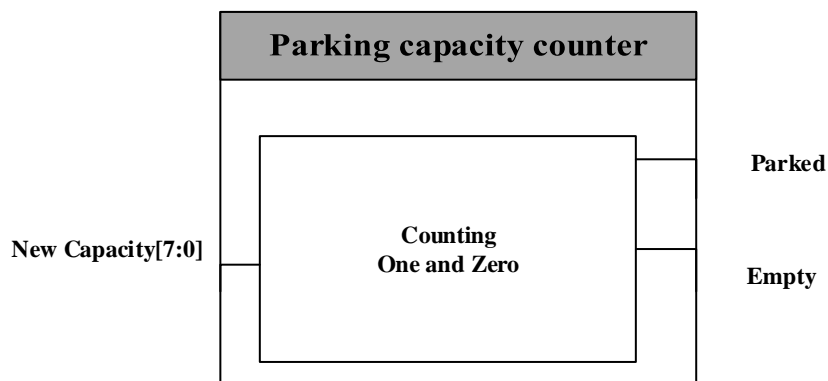 Parking capacity counter
Parked
New Capacity[7:0]
Counting
One and Zero
Empty